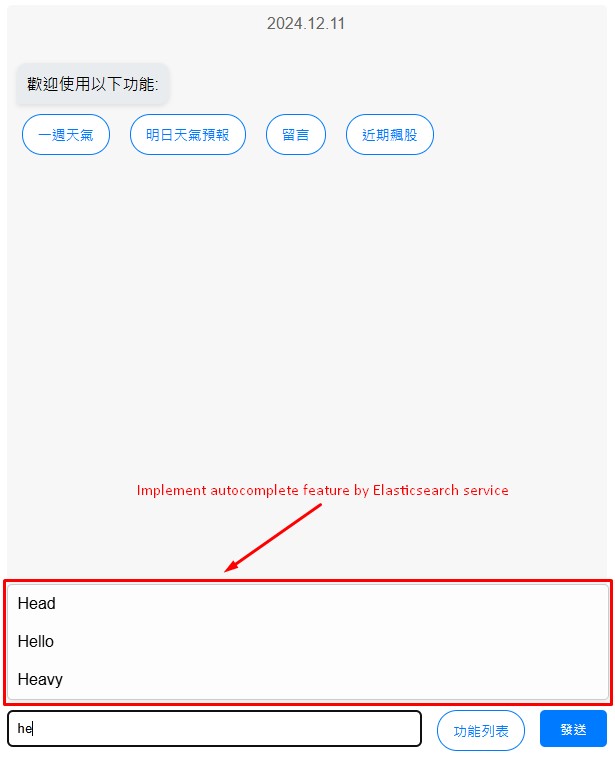 2024.12.11
歡迎使用以下功能:
一週天氣 明日天氣預報 留言 近期飆股
Implement autocomplete feature by Elasticsearch service
Head
Hello
Heavy
he 功能列表 發送